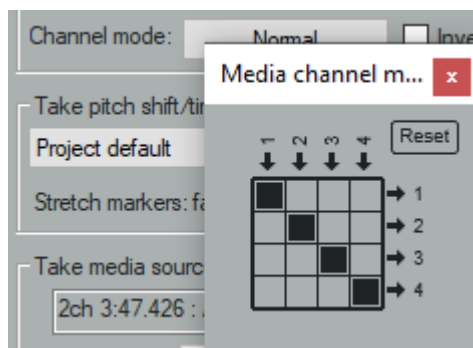 Channel mode:
Normal
Media channel m...
x
Take pitch shift/ti
Project default
Stretch markers: fa
Take media sourc
2ch 3:47.426 :
1 2 3 4
Reset
1
2
3
4